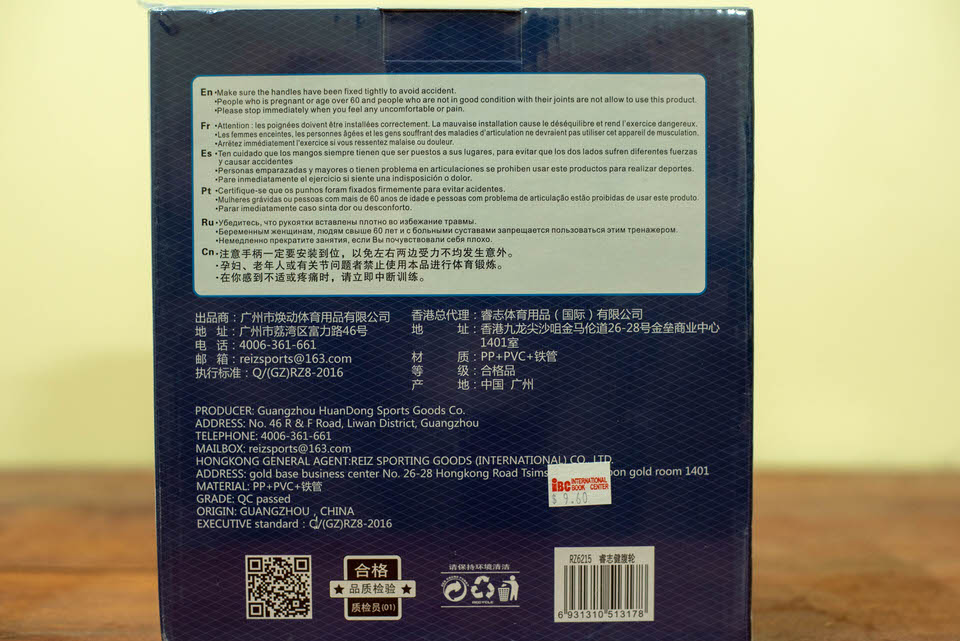 En •Make sure the handles have been fixed tightly to avoid accident.
•People who is pregnant or age over 60 and people who are not in good condition with their joints are not allow to use this product.
•Please stop immediately when you feel any uncomfortable or pain.
Fr •Attention : les poignées doivent être installées correctement. La mauvaise installation cause le déséquilibre et rend l'exercice dangereux.
•Les femmes enceintes, les personnes âgées et les gens souffrant des maladies d'articulation ne devraient pas utiliser cet appareil de musculation.
•Arrêtez immédiatement l'exercice si vous ressentez malaise ou douleur.
Es •Ten cuidado que los mangos siempre tienen que ser puestos a sus lugares, para evitar que los dos lados sufren diferentes fuerzas
y causar accidentes
•Personas emparazadas y mayores o tienen problema en articulaciones se prohiben usar este productos para realizar deportes.
•Pare inmediatamente el ejercicio si siente una indisposición o dolor.
Pt •Certifique-se que os punhos foram fixados firmemente para evitar acidentes.
•Mulheres grávidas ou pessoas com mais de 60 anos de idade e pessoas com problema de articulação estão proibidas de usar este produto.
•Parar imediatamente caso sinta dor ou desconforto.
Ru •Убедитесь, что рукоятки вставлены плотно во избежание травмы.
•Беременным женщинам, людям свыше 60 лет и с больными суставами запрещается пользоваться этим тренажером.
•Немедленно прекратите занятия, если Вы почувствовали себя плохо.
Cn •注意手柄一定要安装到位，以免左右两边受力不均发生意外。
•孕妇、老年人或有关节问题者禁止使用本品进行体育锻炼。
•在你感到不适或疼痛时，请立即中断训练。
出品商：广州市焕动体育用品有限公司
地 址：广州市荔湾区富力路46号
电 话：4006-361-661
邮 箱：reizsports@163.com
执行标准：Q/(GZ)RZ8-2016
香港总代理：睿志体育用品（国际）有限公司
地 址：香港九龙尖沙咀金马伦道26-28号金垒商业中心
1401室
材 质：PP+PVC+铁管
等 级：合格品
产 地：中国 广州
PRODUCER: Guangzhou HuanDong Sports Goods Co.
ADDRESS: No. 46 R & F Road, Liwan District, Guangzhou
TELEPHONE: 4006-361-661
MAILBOX: reizsports@163.com
HONGKONG GENERAL AGENT:REIZ SPORTING GOODS (INTERNATIONAL) CO. LTD.
ADDRESS: gold base business center No. 26-28 Hongkong Road Tsims oon gold room 1401
MATERIAL: PP+PVC+铁管
GRADE: QC passed
ORIGIN: GUANGZHOU , CHINA
EXECUTIVE standard : Q/(GZ)RZ8-2016
iBC INTERNATIONAL
BOOK CENTER
$ 9.60
合格
品质检验
质检员(01)
请保持环境清洁
RZ6215 睿志健腹轮
6 931310 513178